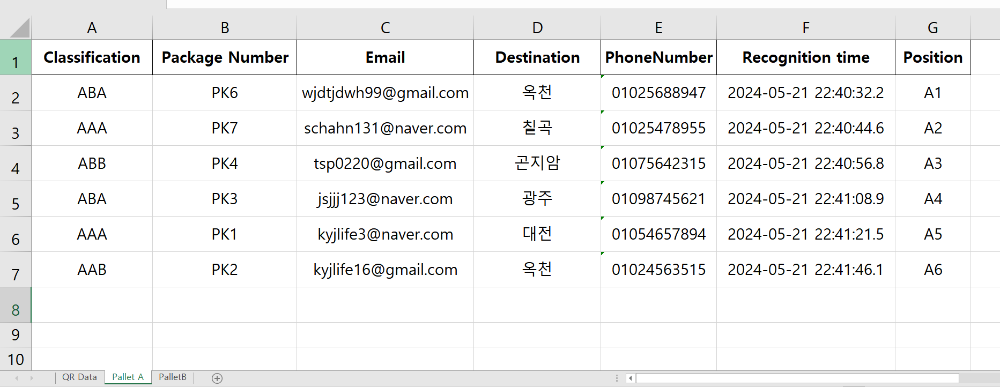 A B C D E F G
1 Classification Package Number Email Destination PhoneNumber Recognition time Position
2 ABA PK6 wjdtjdwh99@gmail.com 옥천 01025688947 2024-05-21 22:40:32.2 A1
3 AAA PK7 schahn131@naver.com 칠곡 01025478955 2024-05-21 22:40:44.6 A2
4 ABB PK4 tsp0220@gmail.com 곤지암 01075642315 2024-05-21 22:40:56.8 A3
5 ABA PK3 jsjjj123@naver.com 광주 01098745621 2024-05-21 22:41:08.9 A4
6 AAA PK1 kyjlife3@naver.com 대전 01054657894 2024-05-21 22:41:21.5 A5
7 AAB PK2 kyjlife16@gmail.com 옥천 01024563515 2024-05-21 22:41:46.1 A6
8
9
10
QR Data Pallet A PalletB